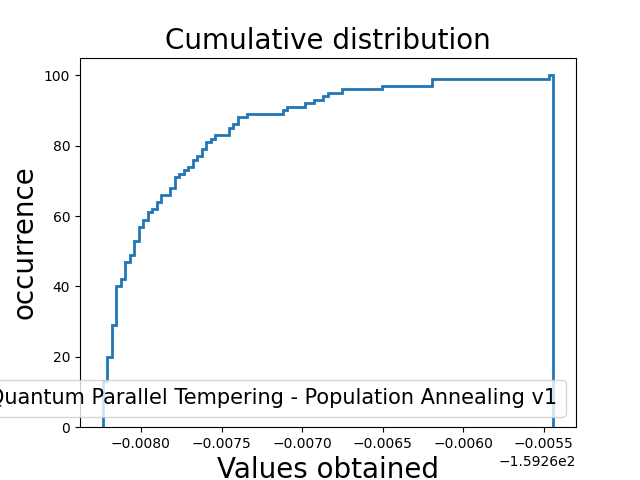 Cumulative distribution
100
80
60
40
20
0
occurrence
Quantum Parallel Tempering - Population Annealing v1
−0.0080 −0.0075 −0.0070 −0.0065 −0.0060 −0.0055
Values obtained
−1.5926e2